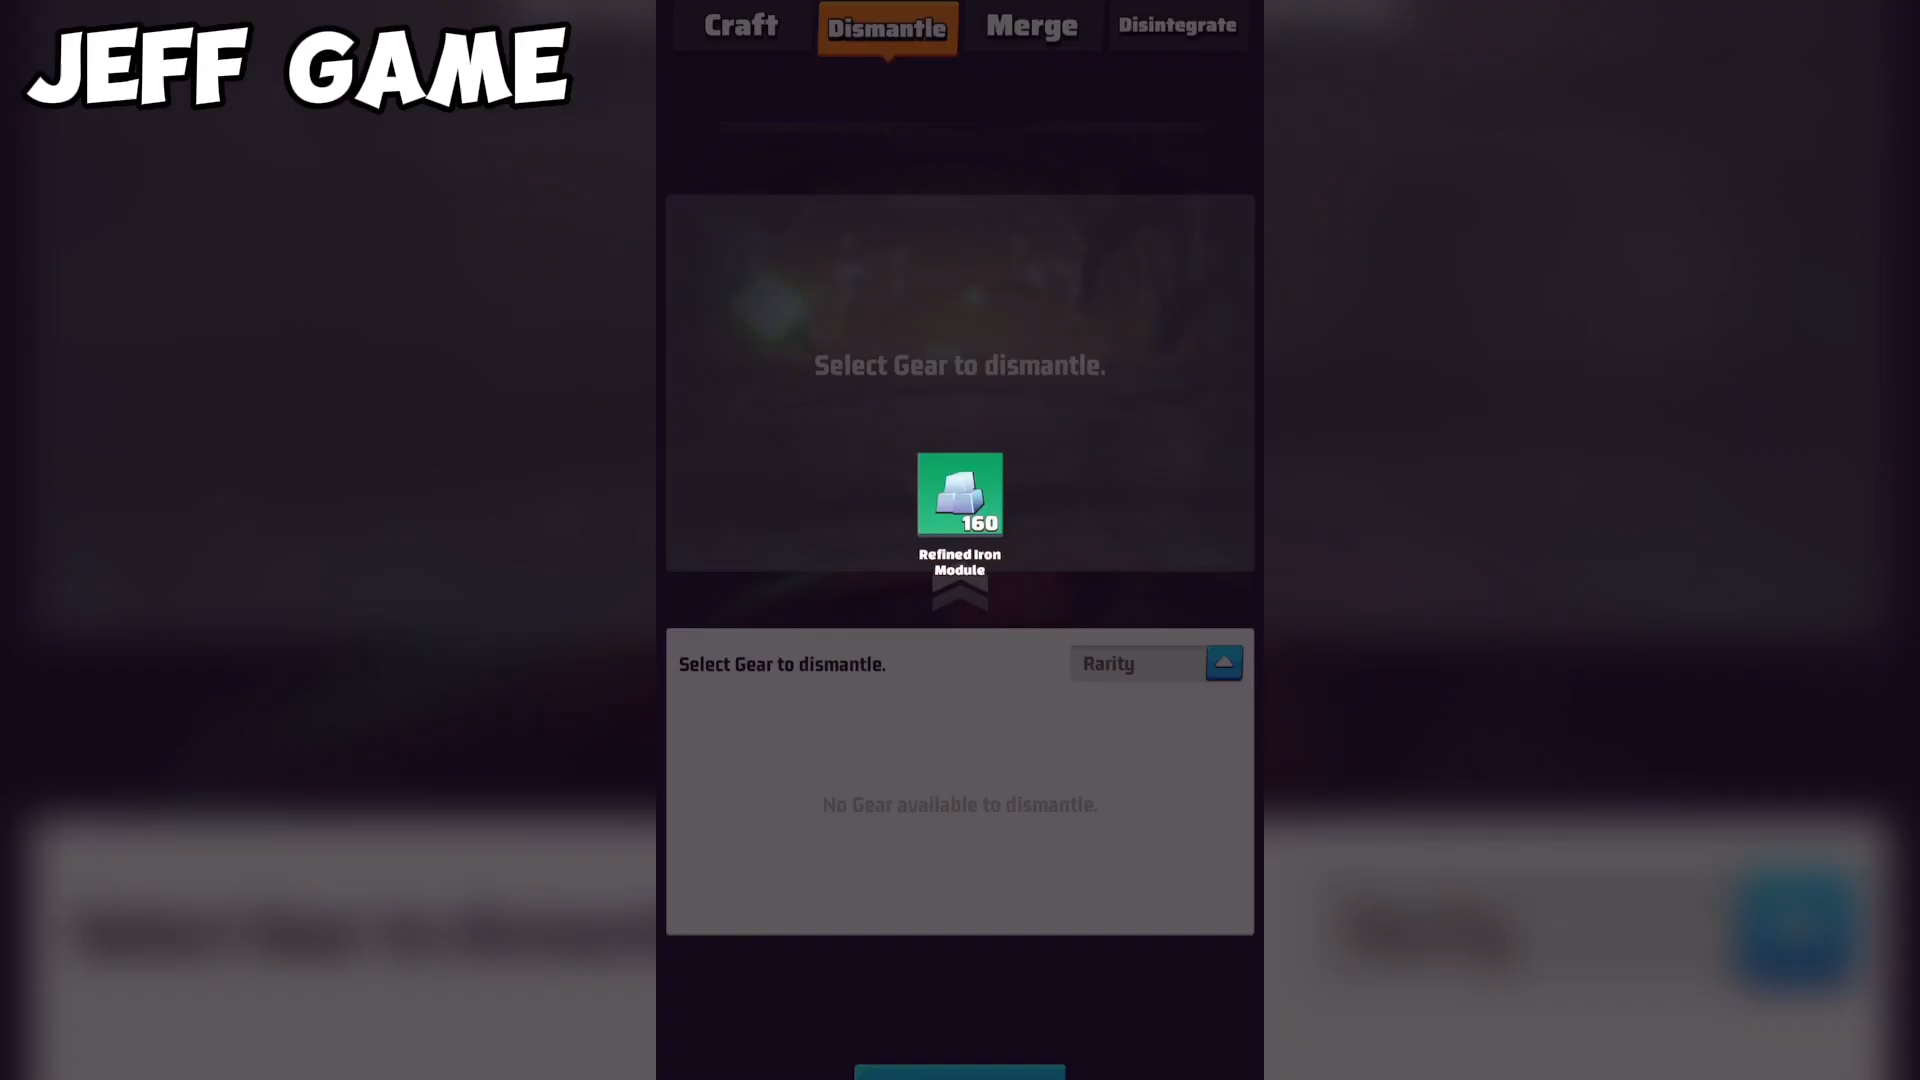 JEFF GAME
Craft
Dismantle
Merge
Disintegrate
Select Gear to dismantle.
160
Refined Iron
Module
Select Gear to dismantle.
Rarity
No Gear available to dismantle.